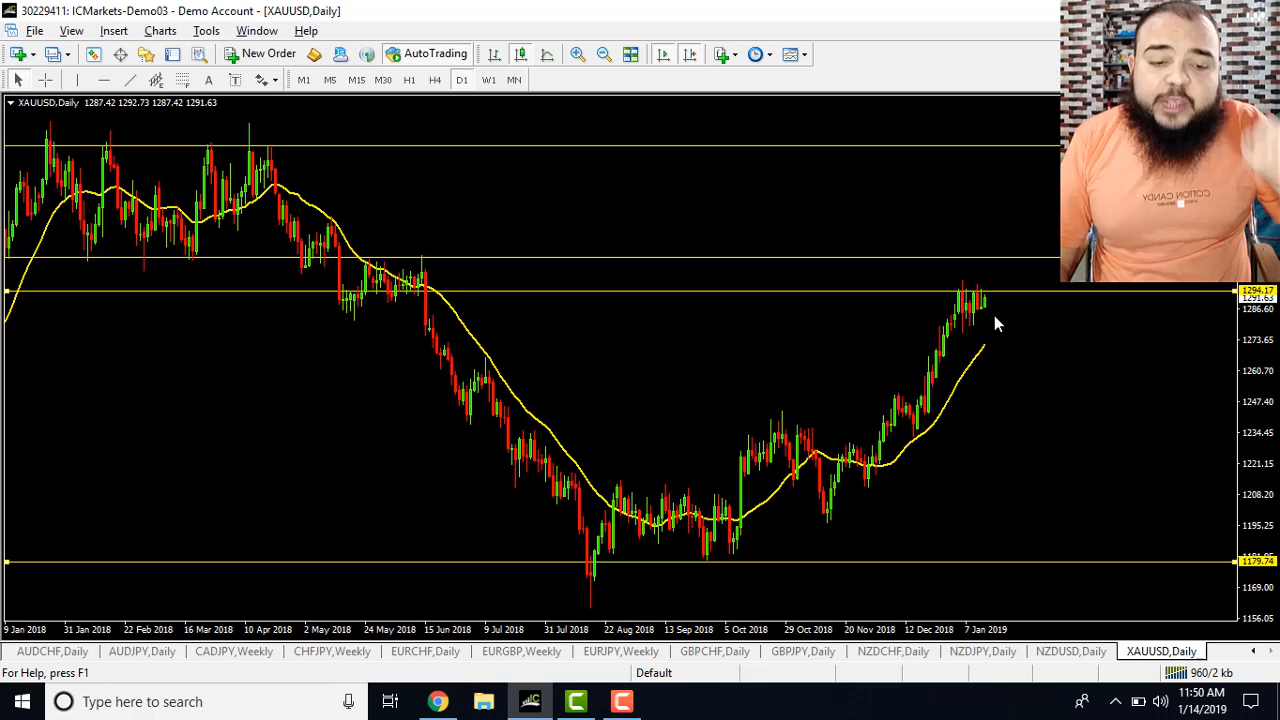 30229411: ICMarkets-Demo03 - Demo Account - [XAUUSD,Daily]
File View Insert Charts Tools Window Help
New Order AutoTrading
M1 M5 M15 M30 H1 H4 D1 W1 MN
XAUUSD,Daily 1287.42 1292.73 1287.42 1291.63
COTTON CANDY
1294.17
1291.63
1286.60
1273.65
1260.70
1247.40
1234.45
1221.15
1208.20
1195.25
1179.74
1169.00
1156.05
9 Jan 2018 31 Jan 2018 22 Feb 2018 16 Mar 2018 10 Apr 2018 2 May 2018 24 May 2018 15 Jun 2018 9 Jul 2018 31 Jul 2018 22 Aug 2018 13 Sep 2018 5 Oct 2018 29 Oct 2018 20 Nov 2018 12 Dec 2018 7 Jan 2019
AUDCHF,Daily AUDJPY,Daily CADJPY,Weekly CHFJPY,Weekly EURCHF,Daily EURGBP,Weekly EURJPY,Weekly GBPCHF,Daily GBPJPY,Daily NZDCHF,Daily NZDJPY,Daily NZDUSD,Daily XAUUSD,Daily
For Help, press F1 Default 960/2 kb
Type here to search
11:50 AM
1/14/2019